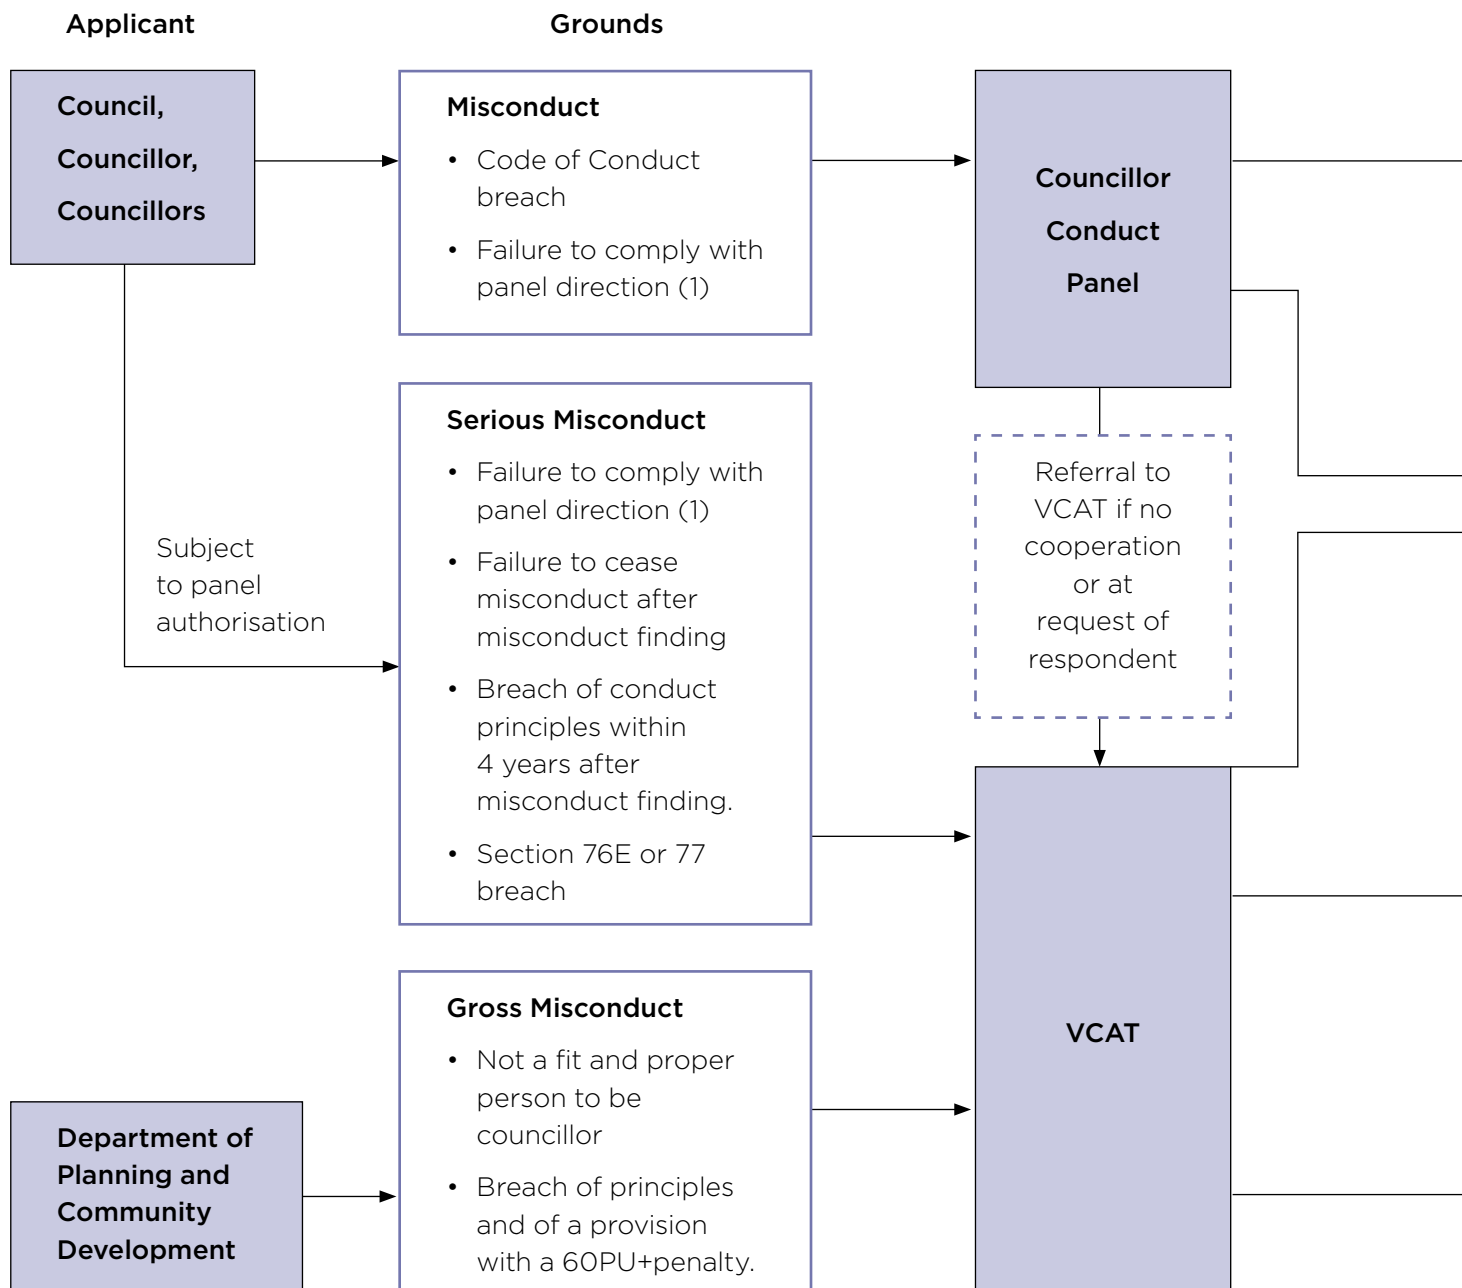 Applicant
Grounds
Council,
Councillor,
Councillors
Misconduct
• Code of Conduct
breach
• Failure to comply with
panel direction (1)
Councillor
Conduct
Panel
Subject
to panel
authorisation
Serious Misconduct
• Failure to comply with
panel direction (1)
• Failure to cease
misconduct after
misconduct finding
• Breach of conduct
principles within
4 years after
misconduct finding.
• Section 76E or 77
breach
Referral to
VCAT if no
cooperation
or at
request of
respondent
Department of
Planning and
Community
Development
Gross Misconduct
• Not a fit and proper
person to be
councillor
• Breach of principles
and of a provision
with a 60PU+penalty.
VCAT